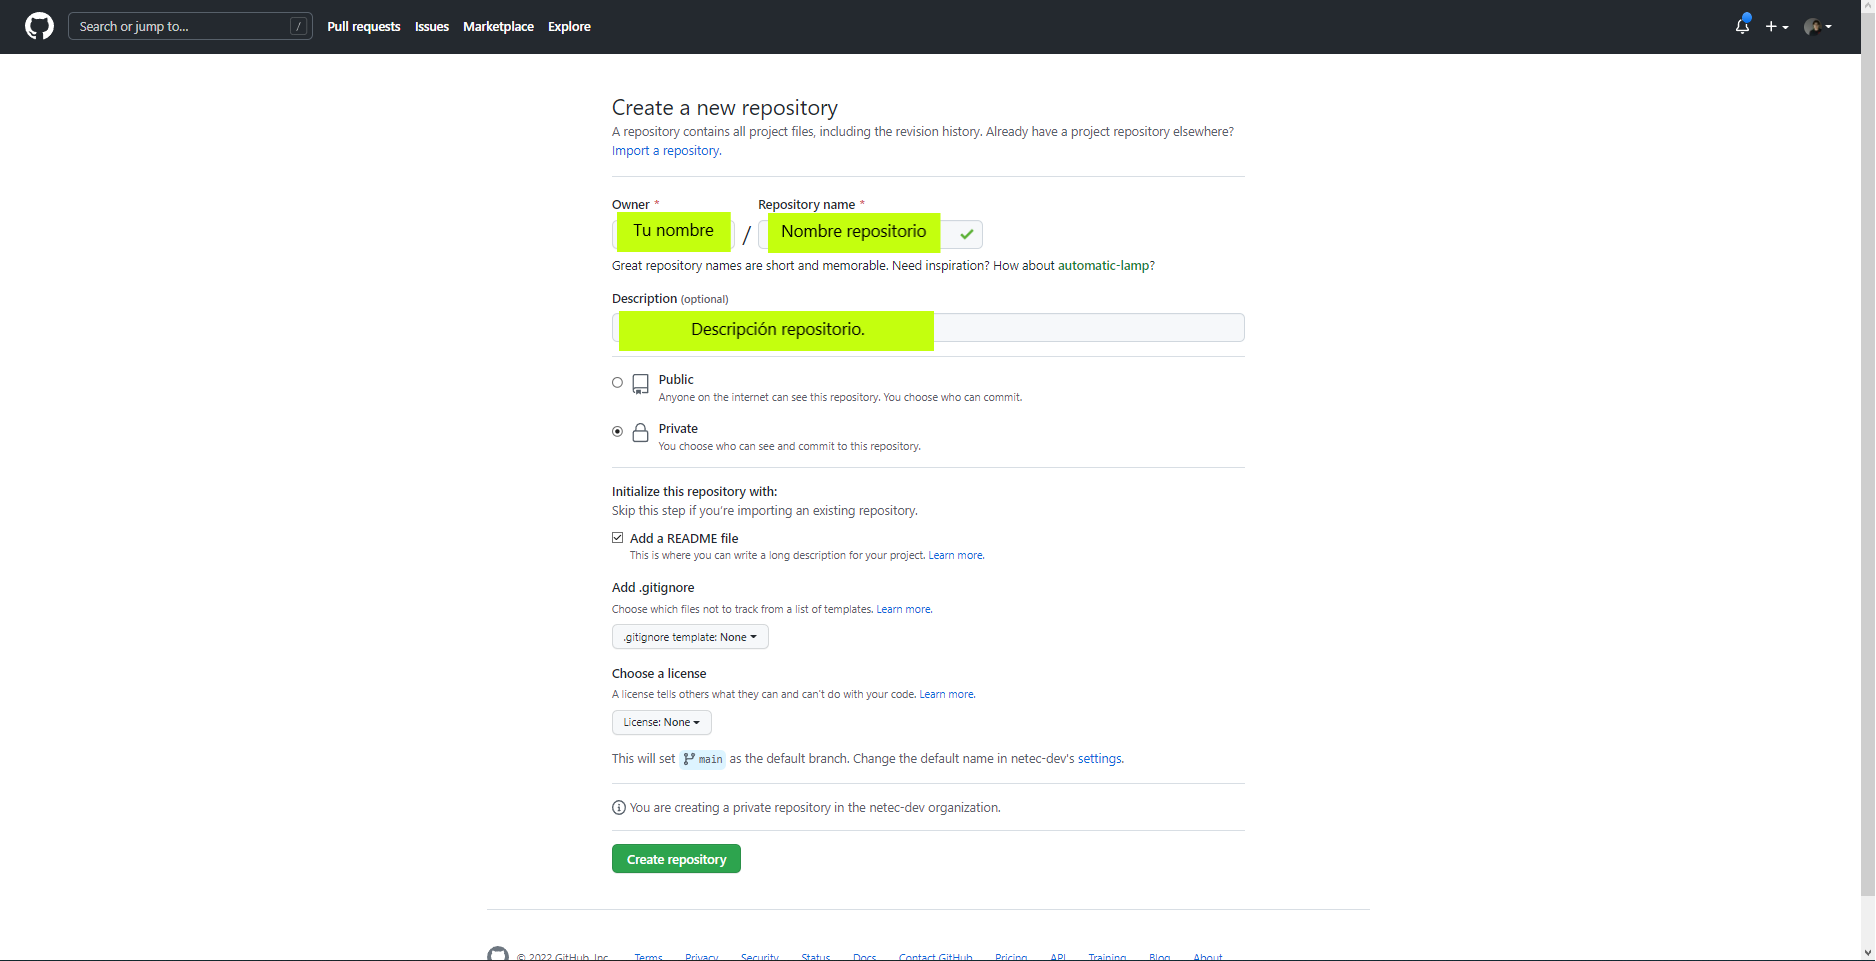 Search or jump to... /
Pull requests Issues Marketplace Explore
Create a new repository
A repository contains all project files, including the revision history. Already have a project repository elsewhere?
Import a repository.
Owner * Repository name *
Tu nombre / Nombre repositorio
Great repository names are short and memorable. Need inspiration? How about automatic-lamp?
Description (optional)
Descripción repositorio.
Public
Anyone on the internet can see this repository. You choose who can commit.
Private
You choose who can see and commit to this repository.
Initialize this repository with:
Skip this step if you're importing an existing repository.
Add a README file
This is where you can write a long description for your project. Learn more.
Add .gitignore
Choose which files not to track from a list of templates. Learn more.
.gitignore template: None
Choose a license
A license tells others what they can and can't do with your code. Learn more.
License: None
This will set main as the default branch. Change the default name in netec-dev's settings.
You are creating a private repository in the netec-dev organization.
Create repository
© 2022 GitHub, Inc. Terms Privacy Security Status Docs Contact GitHub Pricing API Training Blog About